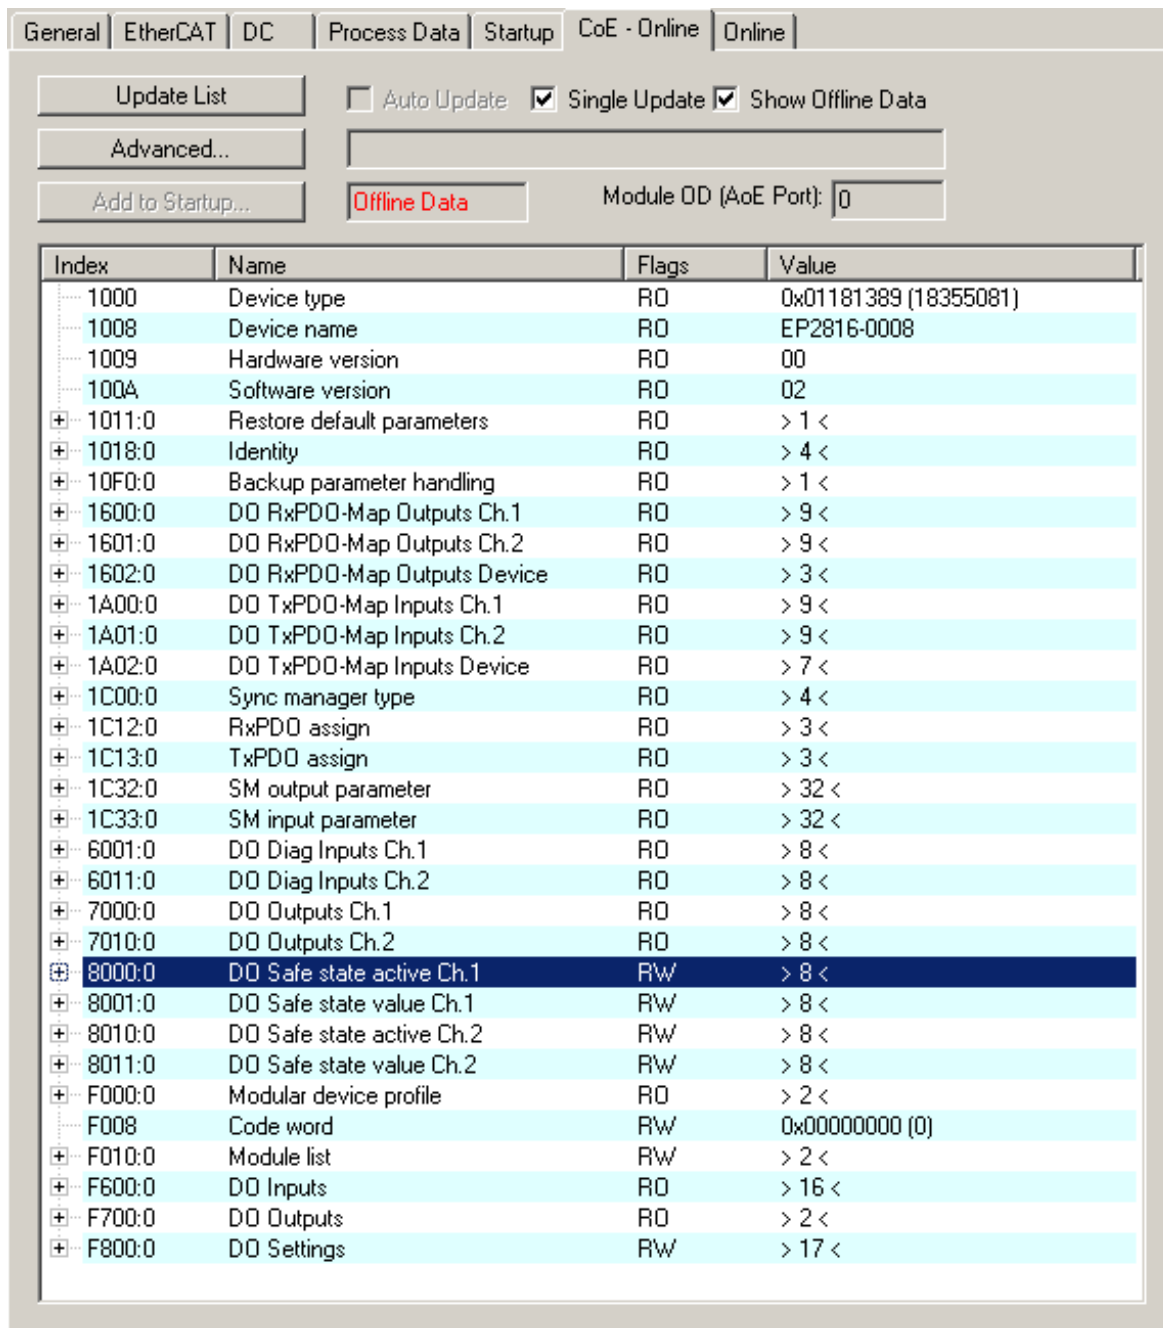 General EtherCAT DC Process Data Startup CoE - Online Online
Update List Auto Update Single Update Show Offline Data
Advanced...
Add to Startup... Offline Data Module OD (AoE Port): 0
Index Name Flags Value
1000 Device type RO 0x01181389 (18355081)
1008 Device name RO EP2816-0008
1009 Hardware version RO 00
100A Software version RO 02
1011:0 Restore default parameters RO > 1 <
1018:0 Identity RO > 4 <
10F0:0 Backup parameter handling RO > 1 <
1600:0 DO RxPDO-Map Outputs Ch.1 RO > 9 <
1601:0 DO RxPDO-Map Outputs Ch.2 RO > 9 <
1602:0 DO RxPDO-Map Outputs Device RO > 3 <
1A00:0 DO TxPDO-Map Inputs Ch.1 RO > 9 <
1A01:0 DO TxPDO-Map Inputs Ch.2 RO > 9 <
1A02:0 DO TxPDO-Map Inputs Device RO > 7 <
1C00:0 Sync manager type RO > 4 <
1C12:0 RxPDO assign RO > 3 <
1C13:0 TxPDO assign RO > 3 <
1C32:0 SM output parameter RO > 32 <
1C33:0 SM input parameter RO > 32 <
6001:0 DO Diag Inputs Ch.1 RO > 8 <
6011:0 DO Diag Inputs Ch.2 RO > 8 <
7000:0 DO Outputs Ch.1 RO > 8 <
7010:0 DO Outputs Ch.2 RO > 8 <
8000:0 DO Safe state active Ch.1 RW > 8 <
8001:0 DO Safe state value Ch.1 RW > 8 <
8010:0 DO Safe state active Ch.2 RW > 8 <
8011:0 DO Safe state value Ch.2 RW > 8 <
F000:0 Modular device profile RO > 2 <
F008 Code word RW 0x00000000 (0)
F010:0 Module list RW > 2 <
F600:0 DO Inputs RO > 16 <
F700:0 DO Outputs RO > 2 <
F800:0 DO Settings RW > 17 <